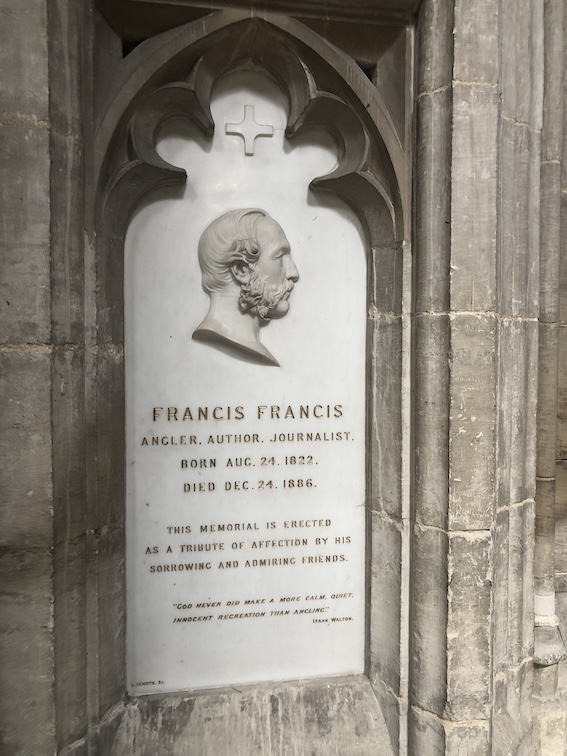 FRANCIS FRANCIS
ANGLER, AUTHOR, JOURNALIST.
BORN AUG. 24. 1822.
DIED DEC. 24. 1886.
THIS MEMORIAL IS ERECTED
AS A TRIBUTE OF AFFECTION BY HIS
SORROWING AND ADMIRING FRIENDS.
"GOD NEVER DID MAKE A MORE CALM, QUIET,
INNOCENT RECREATION THAN ANGLING."
IZAAK WALTON.